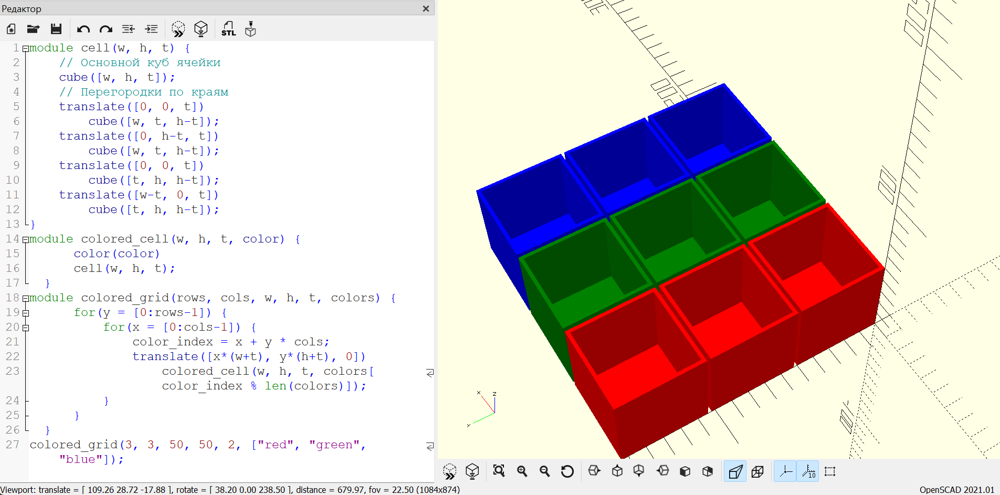 Редактор
STL
1 module cell(w, h, t) {
2 // Основной куб ячейки
3 cube([w, h, t]);
4 // Перегородки по краям
5 translate([0, 0, t])
6 cube([w, t, h-t]);
7 translate([0, h-t, t])
8 cube([w, t, h-t]);
9 translate([0, 0, t])
10 cube([t, h, h-t]);
11 translate([w-t, 0, t])
12 cube([t, h, h-t]);
13 }
14 module colored_cell(w, h, t, color) {
15 color(color)
16 cell(w, h, t);
17 }
18 module colored_grid(rows, cols, w, h, t, colors) {
19 for(y = [0:rows-1]) {
20 for(x = [0:cols-1]) {
21 color_index = x + y * cols;
22 translate([x*(w+t), y*(h+t), 0])
23 colored_cell(w, h, t, colors[
color_index % len(colors)]);
24 }
25 }
26 }
27 colored_grid(3, 3, 50, 50, 2, ["red", "green",
"blue"]);
x
z
y
10
Viewport: translate = [ 109.26 28.72 -17.88 ], rotate = [ 38.20 0.00 238.50 ], distance = 679.97, fov = 22.50 (1084x874)
OpenSCAD 2021.01